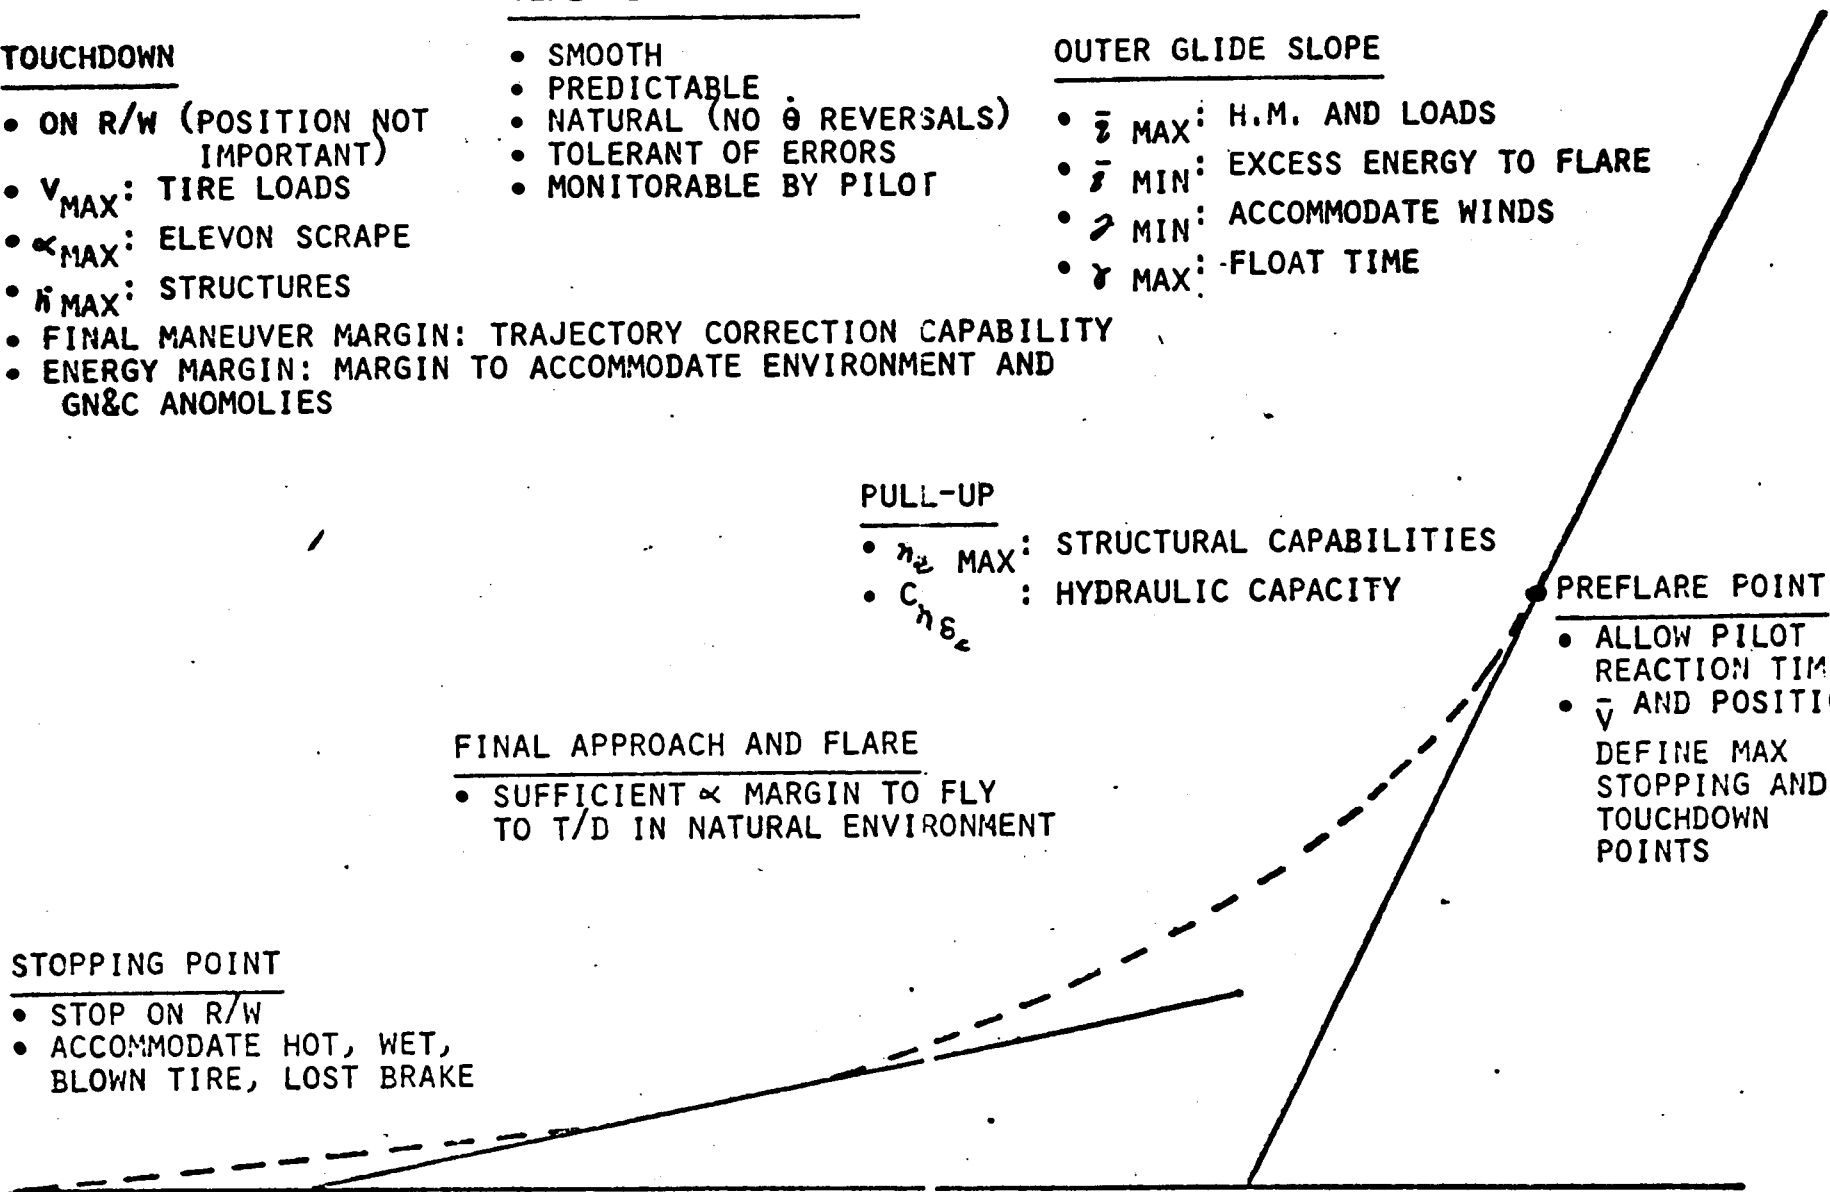 TOUCHDOWN
• ON R/W (POSITION NOT
IMPORTANT)
• V MAX: TIRE LOADS
• ∝ MAX: ELEVON SCRAPE
• ḣ MAX: STRUCTURES
• FINAL MANEUVER MARGIN: TRAJECTORY CORRECTION CAPABILITY
• ENERGY MARGIN: MARGIN TO ACCOMMODATE ENVIRONMENT AND
GN&C ANOMOLIES
• SMOOTH
• PREDICTABLE
• NATURAL (NO θ̇ REVERSALS)
• TOLERANT OF ERRORS
• MONITORABLE BY PILOT
OUTER GLIDE SLOPE
• MAX: H.M. AND LOADS
• MIN: EXCESS ENERGY TO FLARE
• MIN: ACCOMMODATE WINDS
• γ MAX: FLOAT TIME
PULL-UP
• n z MAX: STRUCTURAL CAPABILITIES
• C h δ e : HYDRAULIC CAPACITY
PREFLARE POINT
• ALLOW PILOT
REACTION TIM
• V̄ AND POSITI
DEFINE MAX
STOPPING AND
TOUCHDOWN
POINTS
FINAL APPROACH AND FLARE
• SUFFICIENT ∝ MARGIN TO FLY
TO T/D IN NATURAL ENVIRONMENT
STOPPING POINT
• STOP ON R/W
• ACCOMMODATE HOT, WET,
BLOWN TIRE, LOST BRAKE